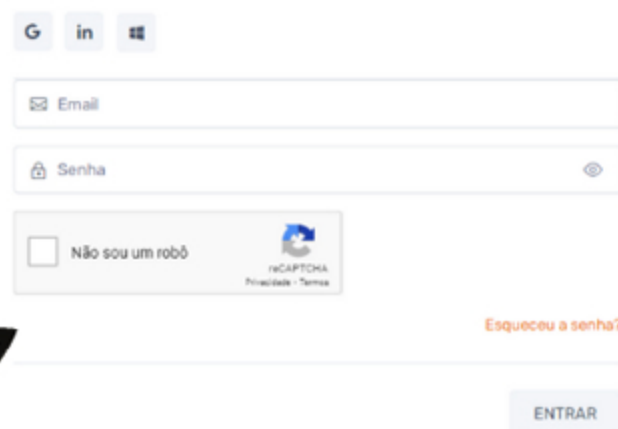 G in
Email
Senha
Não sou um robô
reCAPTCHA
Privacidade - Termos
Esqueceu a senha?
ENTRAR